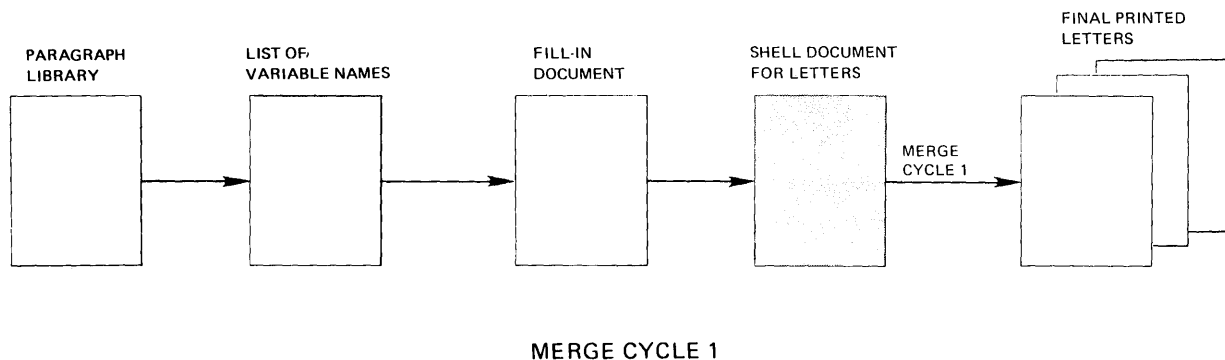 PARAGRAPH
LIBRARY
LIST OF
VARIABLE NAMES
FILL-IN
DOCUMENT
SHELL DOCUMENT
FOR LETTERS
MERGE
CYCLE 1
FINAL PRINTED
LETTERS
MERGE CYCLE 1